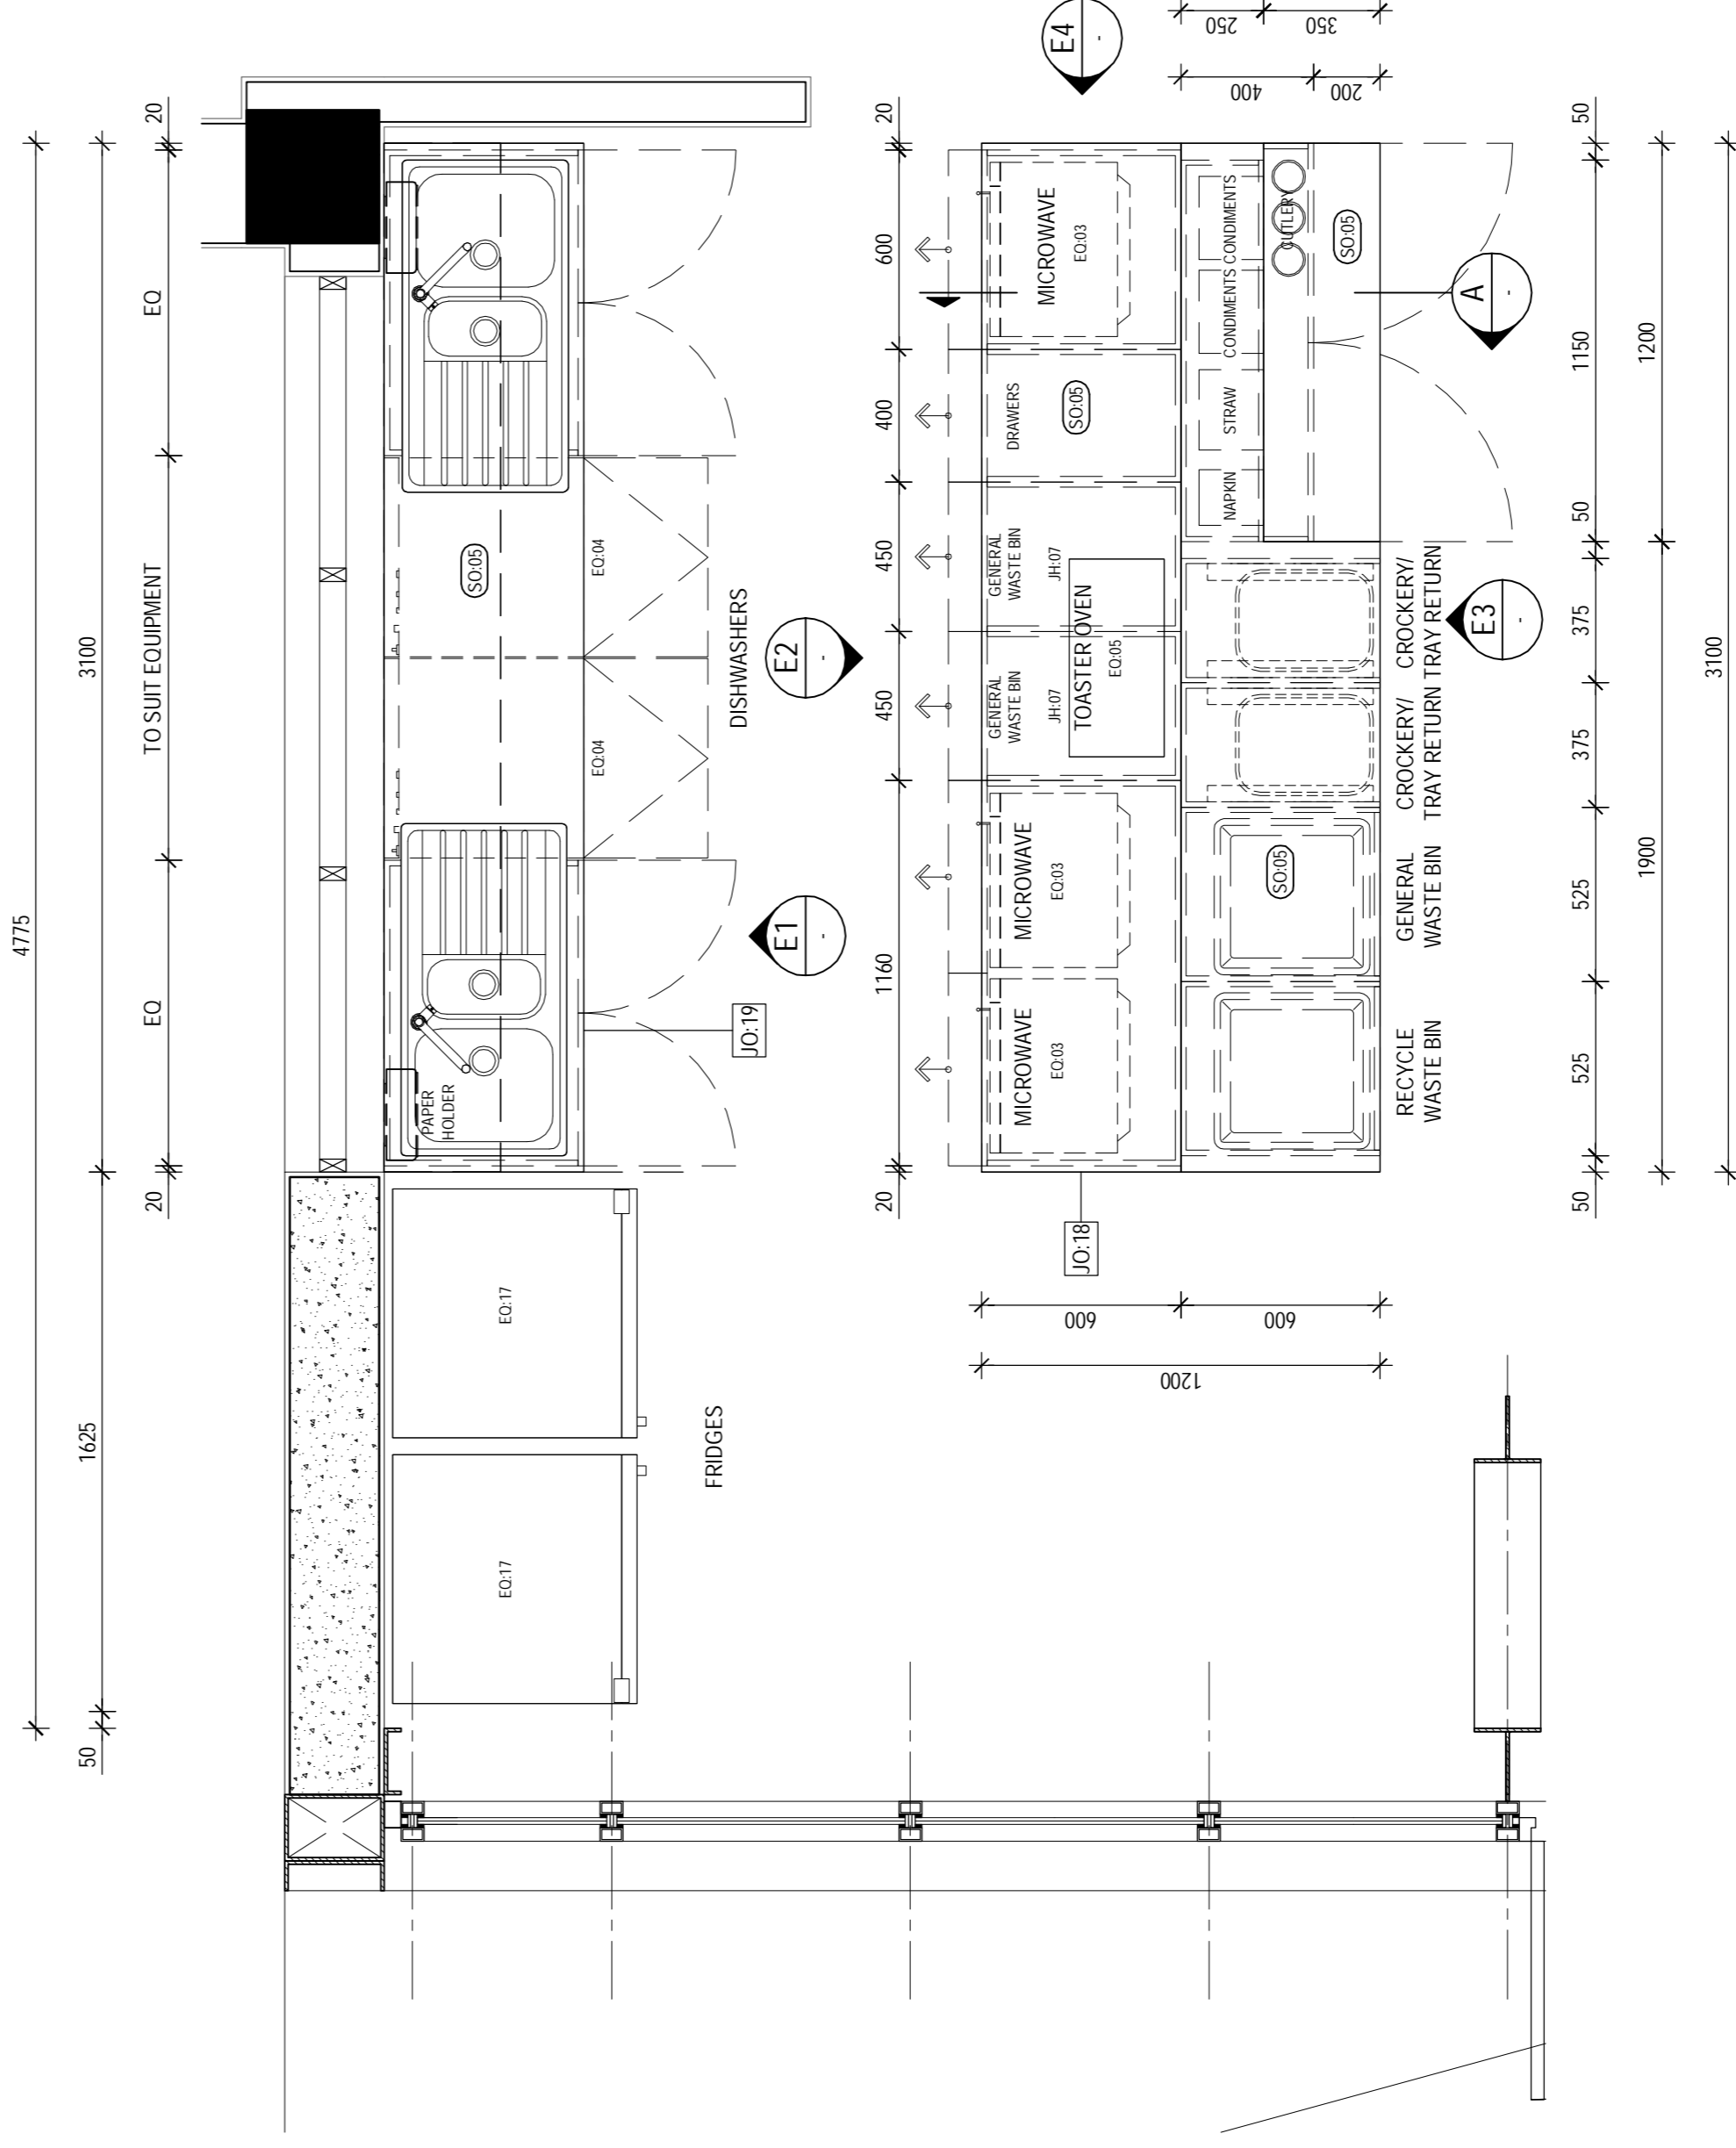 4775
50
1625
3100
20
EQ
TO SUIT EQUIPMENT
EQ
20
PAPER
HOLDER
SO:05
EQ:17
EQ:17
EQ:04
EQ:04
FRIDGES
JO:19
E1
-
DISHWASHERS
E2
-
20
1160
450
450
400
600
20
MICROWAVE
EQ:03
MICROWAVE
EQ:03
GENERAL
WASTE BIN
JH:07
GENERAL
WASTE BIN
JH:07
TOASTER OVEN
EQ:05
DRAWERS
SO:05
MICROWAVE
EQ:03
E4
-
JO:18
600
600
1200
NAPKIN
STRAW
CONDIMENTS
CONDIMENTS
CUTLERY
SO:05
SO:05
250
350
400
200
RECYCLE
WASTE BIN
GENERAL
WASTE BIN
CROCKERY/
TRAY RETURN
CROCKERY/
TRAY RETURN
E3
-
A
-
50
525
525
375
375
50
1150
50
1900
1200
3100